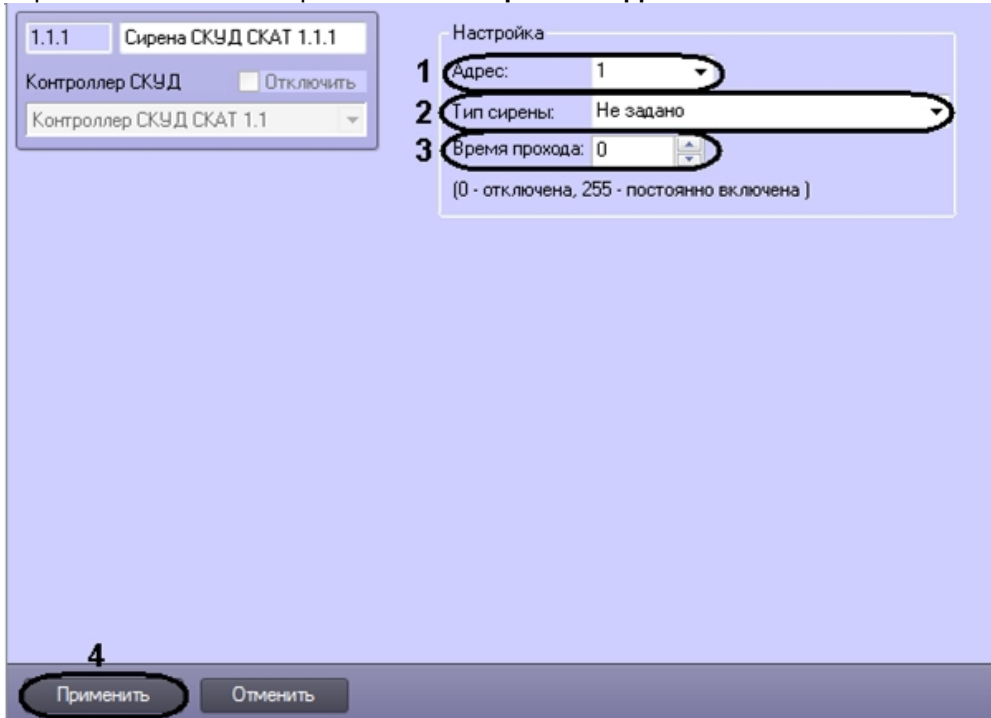 1.1.1 Сирена СКУД СКАТ 1.1.1
Контроллер СКУД Отключить
Контроллер СКУД СКАТ 1.1
Настройка
1 Адрес: 1
2 Тип сирены: Не задано
3 Время прохода: 0
(0 - отключена, 255 - постоянно включена )
4
Применить Отменить